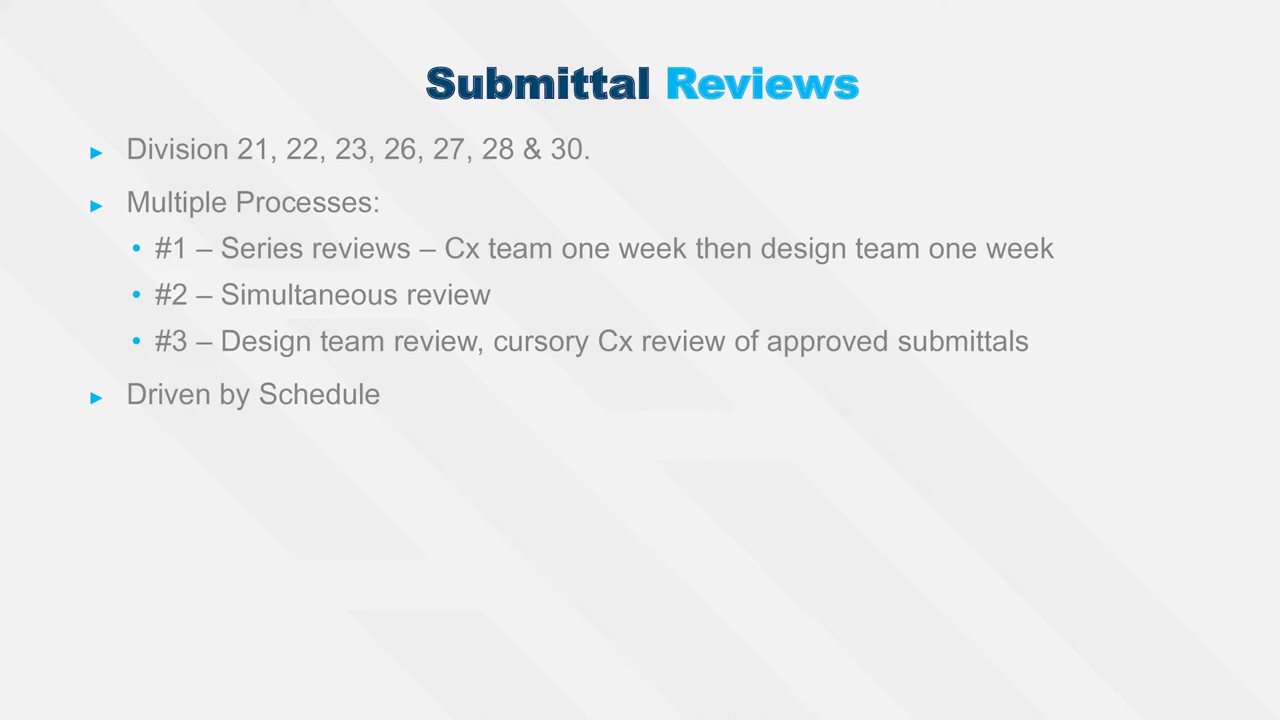 Submittal Reviews
► Division 21, 22, 23, 26, 27, 28 & 30.
► Multiple Processes:
• #1 – Series reviews – Cx team one week then design team one week
• #2 – Simultaneous review
• #3 – Design team review, cursory Cx review of approved submittals
► Driven by Schedule